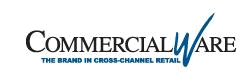 COMMERCIALWARE
THE BRAND IN CROSS-CHANNEL RETAIL